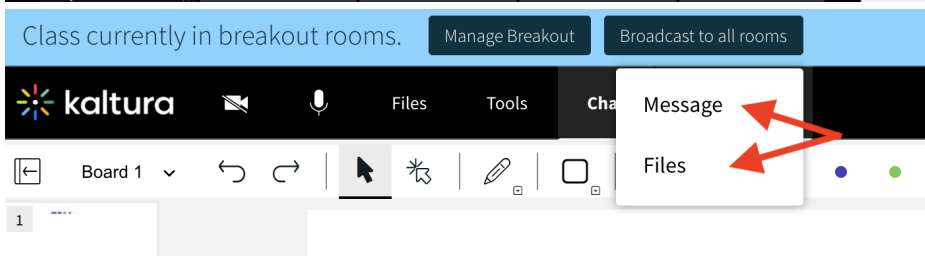 Class currently in breakout rooms. Manage Breakout Broadcast to all rooms
kaltura Files Tools Cha
Message
Files
Board 1
1